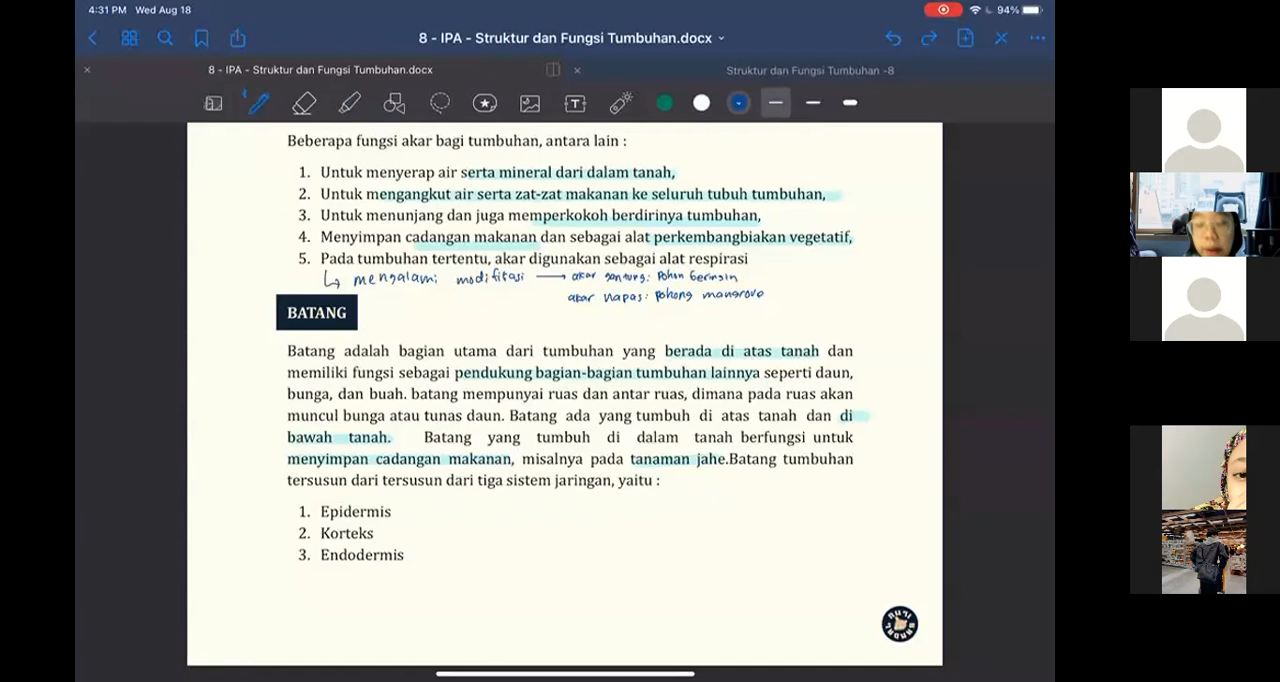 4:31 PM Wed Aug 18
94%
8 - IPA - Struktur dan Fungsi Tumbuhan.docx
8 - IPA - Struktur dan Fungsi Tumbuhan.docx
Struktur dan Fungsi Tumbuhan -8
Beberapa fungsi akar bagi tumbuhan, antara lain :
1. Untuk menyerap air serta mineral dari dalam tanah,
2. Untuk mengangkut air serta zat-zat makanan ke seluruh tubuh tumbuhan,
3. Untuk menunjang dan juga memperkokoh berdirinya tumbuhan,
4. Menyimpan cadangan makanan dan sebagai alat perkembangbiakan vegetatif,
5. Pada tumbuhan tertentu, akar digunakan sebagai alat respirasi
mengalami modifikasi akar gantung: Pohon beringin
akar napas: Pohong mangrove
BATANG
Batang adalah bagian utama dari tumbuhan yang berada di atas tanah dan
memiliki fungsi sebagai pendukung bagian-bagian tumbuhan lainnya seperti daun,
bunga, dan buah. batang mempunyai ruas dan antar ruas, dimana pada ruas akan
muncul bunga atau tunas daun. Batang ada yang tumbuh di atas tanah dan di
bawah tanah. Batang yang tumbuh di dalam tanah berfungsi untuk
menyimpan cadangan makanan, misalnya pada tanaman jahe.Batang tumbuhan
tersusun dari tersusun dari tiga sistem jaringan, yaitu :
1. Epidermis
2. Korteks
3. Endodermis